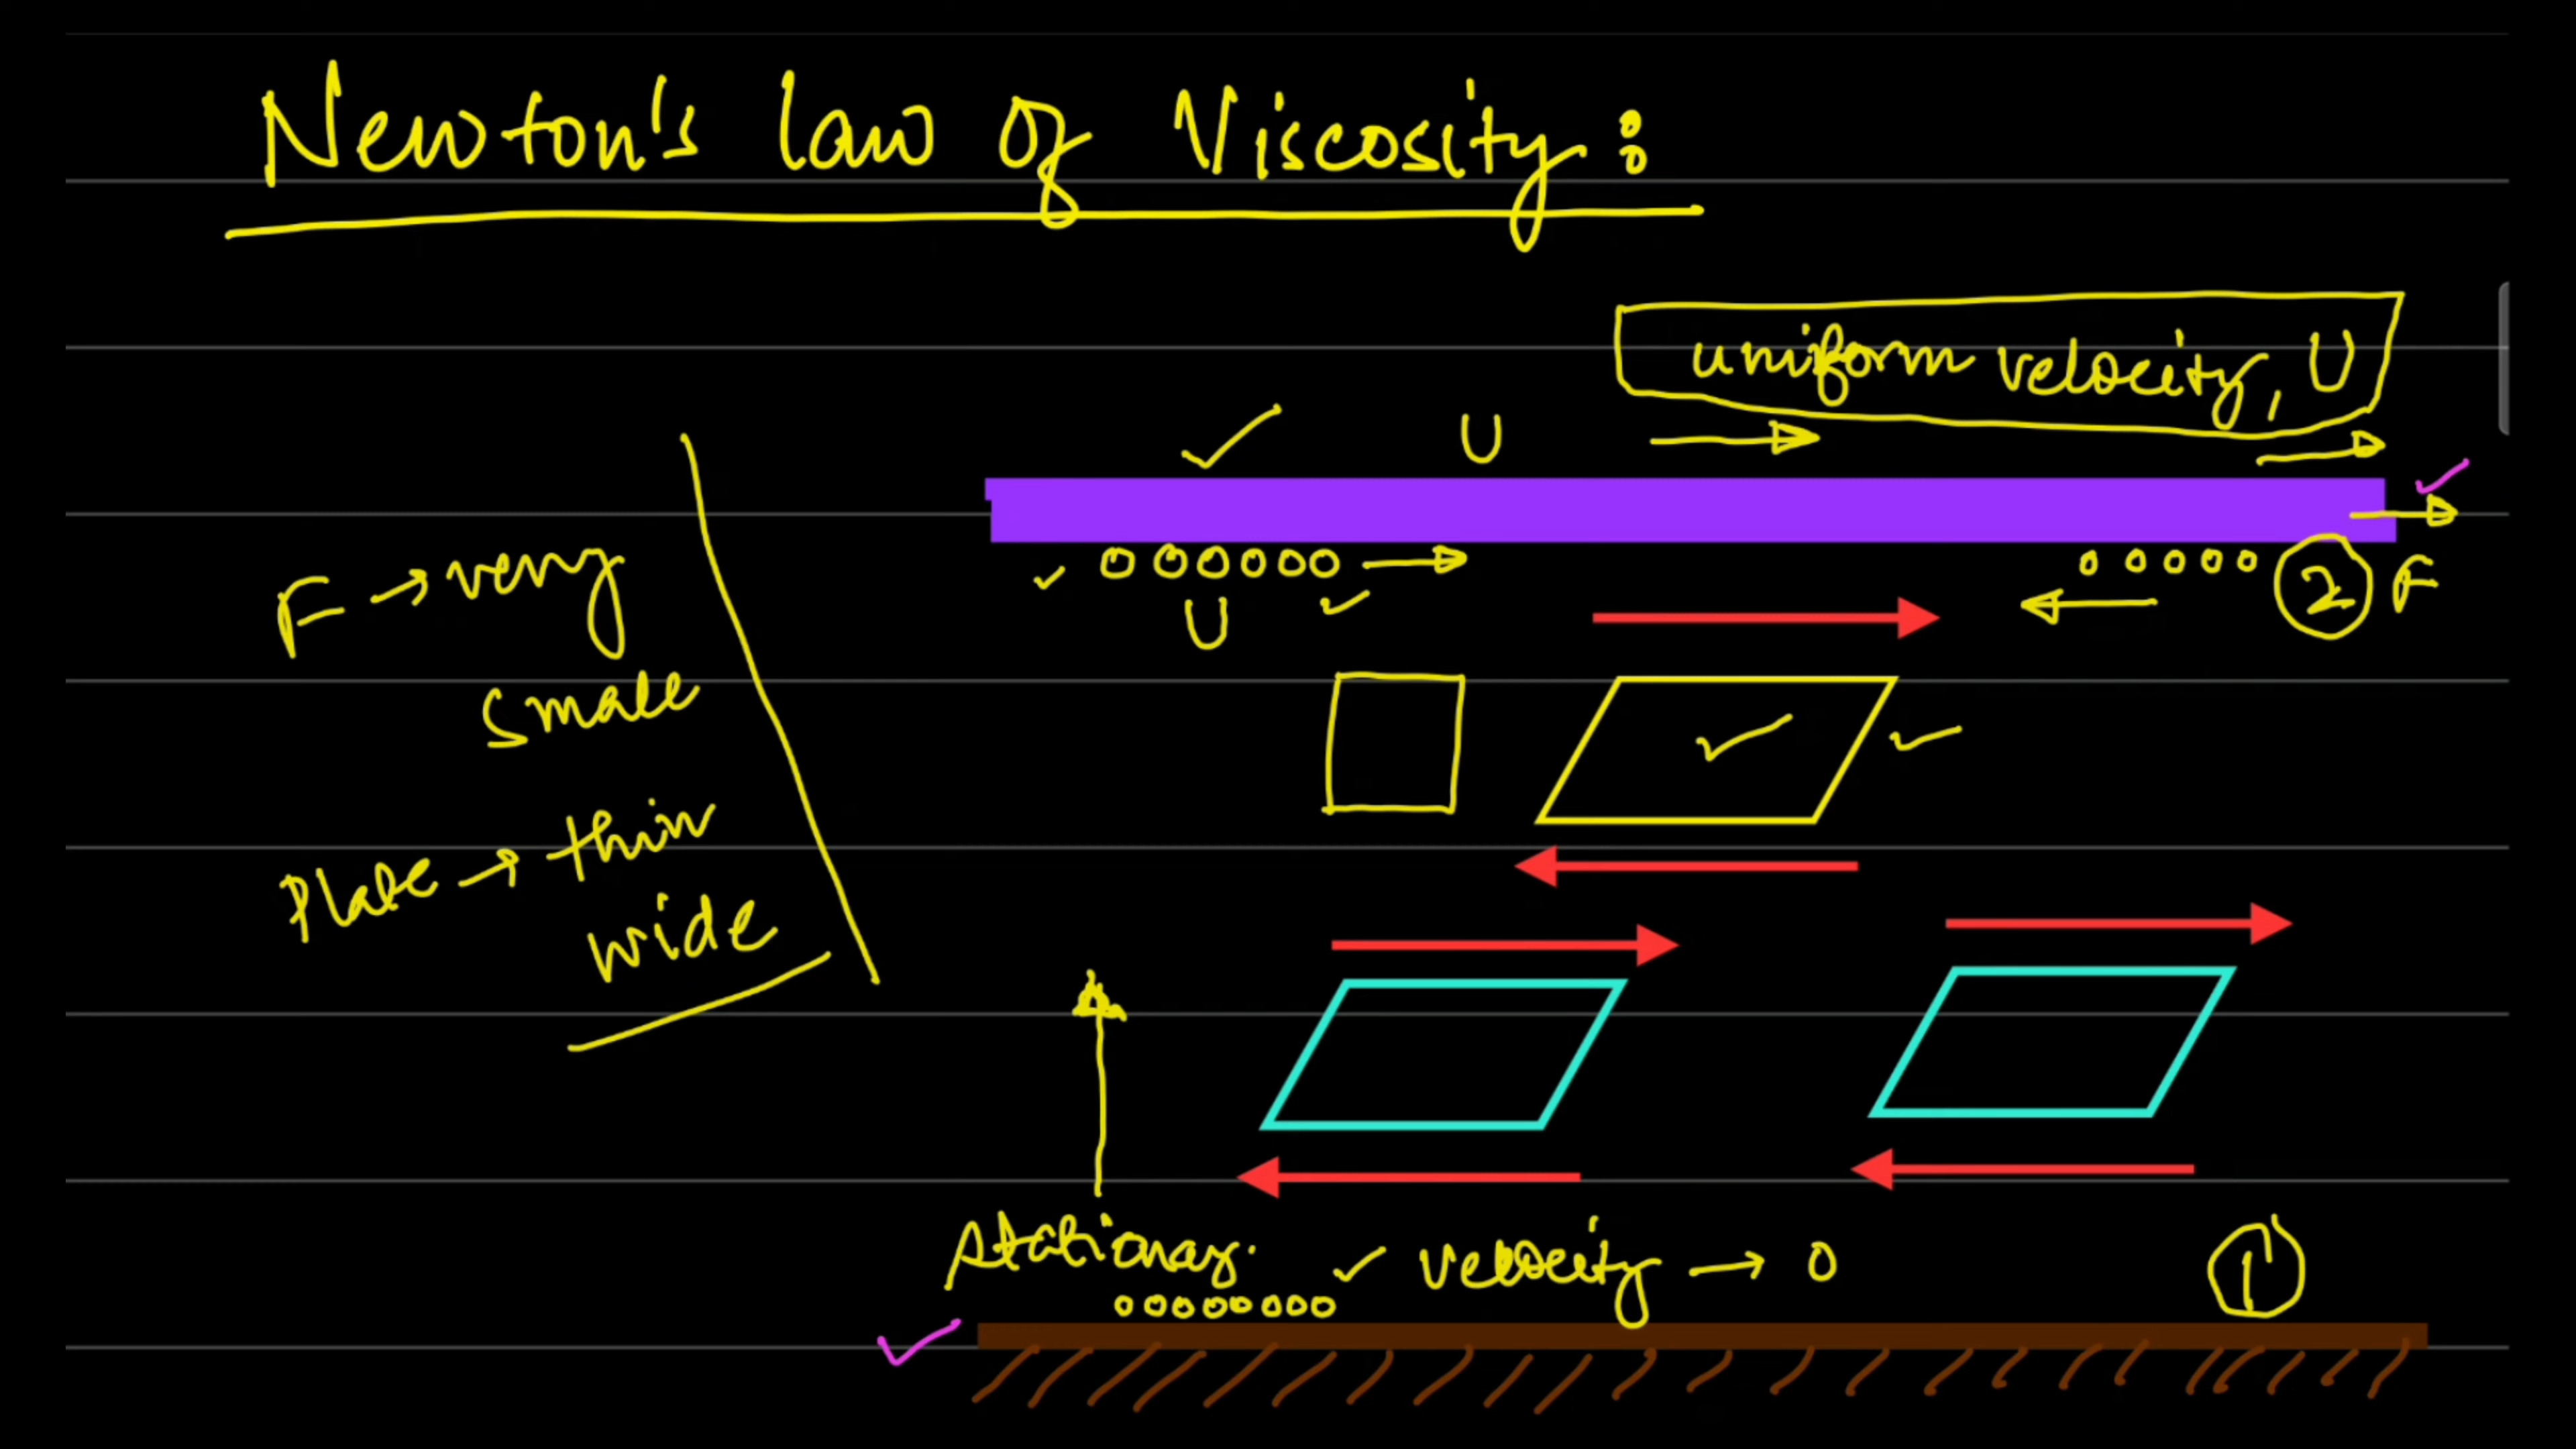 Newton's law of Viscosity:
uniform velocity, U
U
F → very
small
U
2 F
Plate → thin
wide
stationary. velocity → 0
1